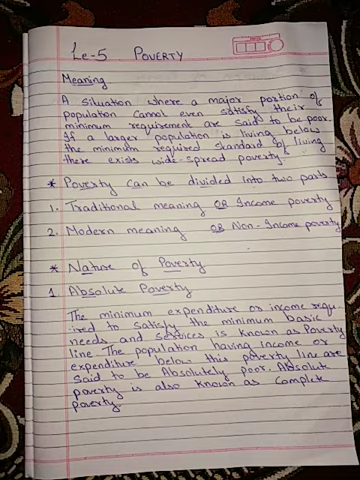 Le-5 POVERTY
Meaning
A situation where a major portion of
population cannot even satisfy their
minimum requirement are said to be poor.
If a larger population is living below
the minimum required standard of living
there exists wide-spread poverty.
* Poverty can be divided into two parts
1. Traditional meaning OR Income poverty
2. Modern meaning OR Non-Income poverty
* Nature of Poverty
1. Absolute Poverty
The minimum expenditure or income requ-
ired to satisfy the minimum basic
needs and services is known as Poverty
line. The population having income or
expenditure below this poverty line are
said to be Absolutely poor. Absolute
poverty is also known as Complete
poverty